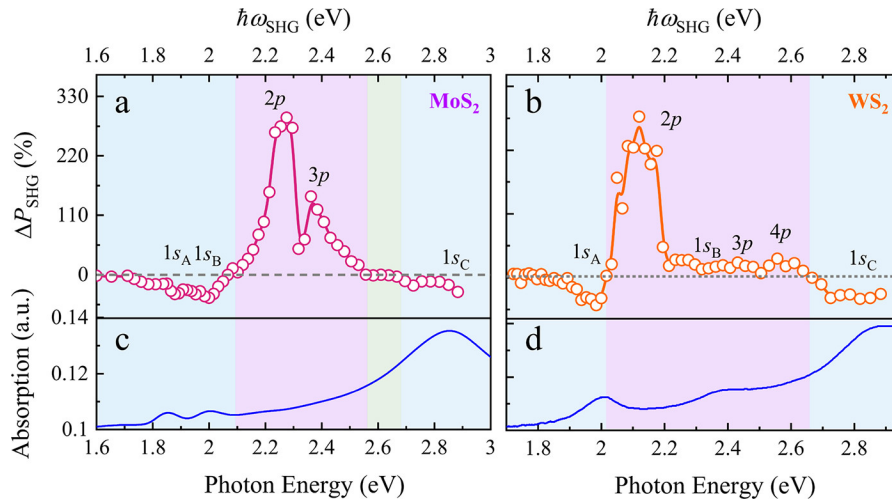 ħω_SHG (eV) ħω_SHG (eV)
1.6 1.8 2 2.2 2.4 2.6 2.8 3 2 2.2 2.4 2.6 2.8
a MoS₂ b WS₂
330
220
110
0
ΔP_SHG (%)
2p
3p
1s_A 1s_B 1s_C
2p
1s_A 1s_B 3p 4p 1s_C
c d
0.14
0.12
0.1
Absorption (a.u.)
1.6 1.8 2 2.2 2.4 2.6 2.8 3 2 2.2 2.4 2.6 2.8
Photon Energy (eV) Photon Energy (eV)